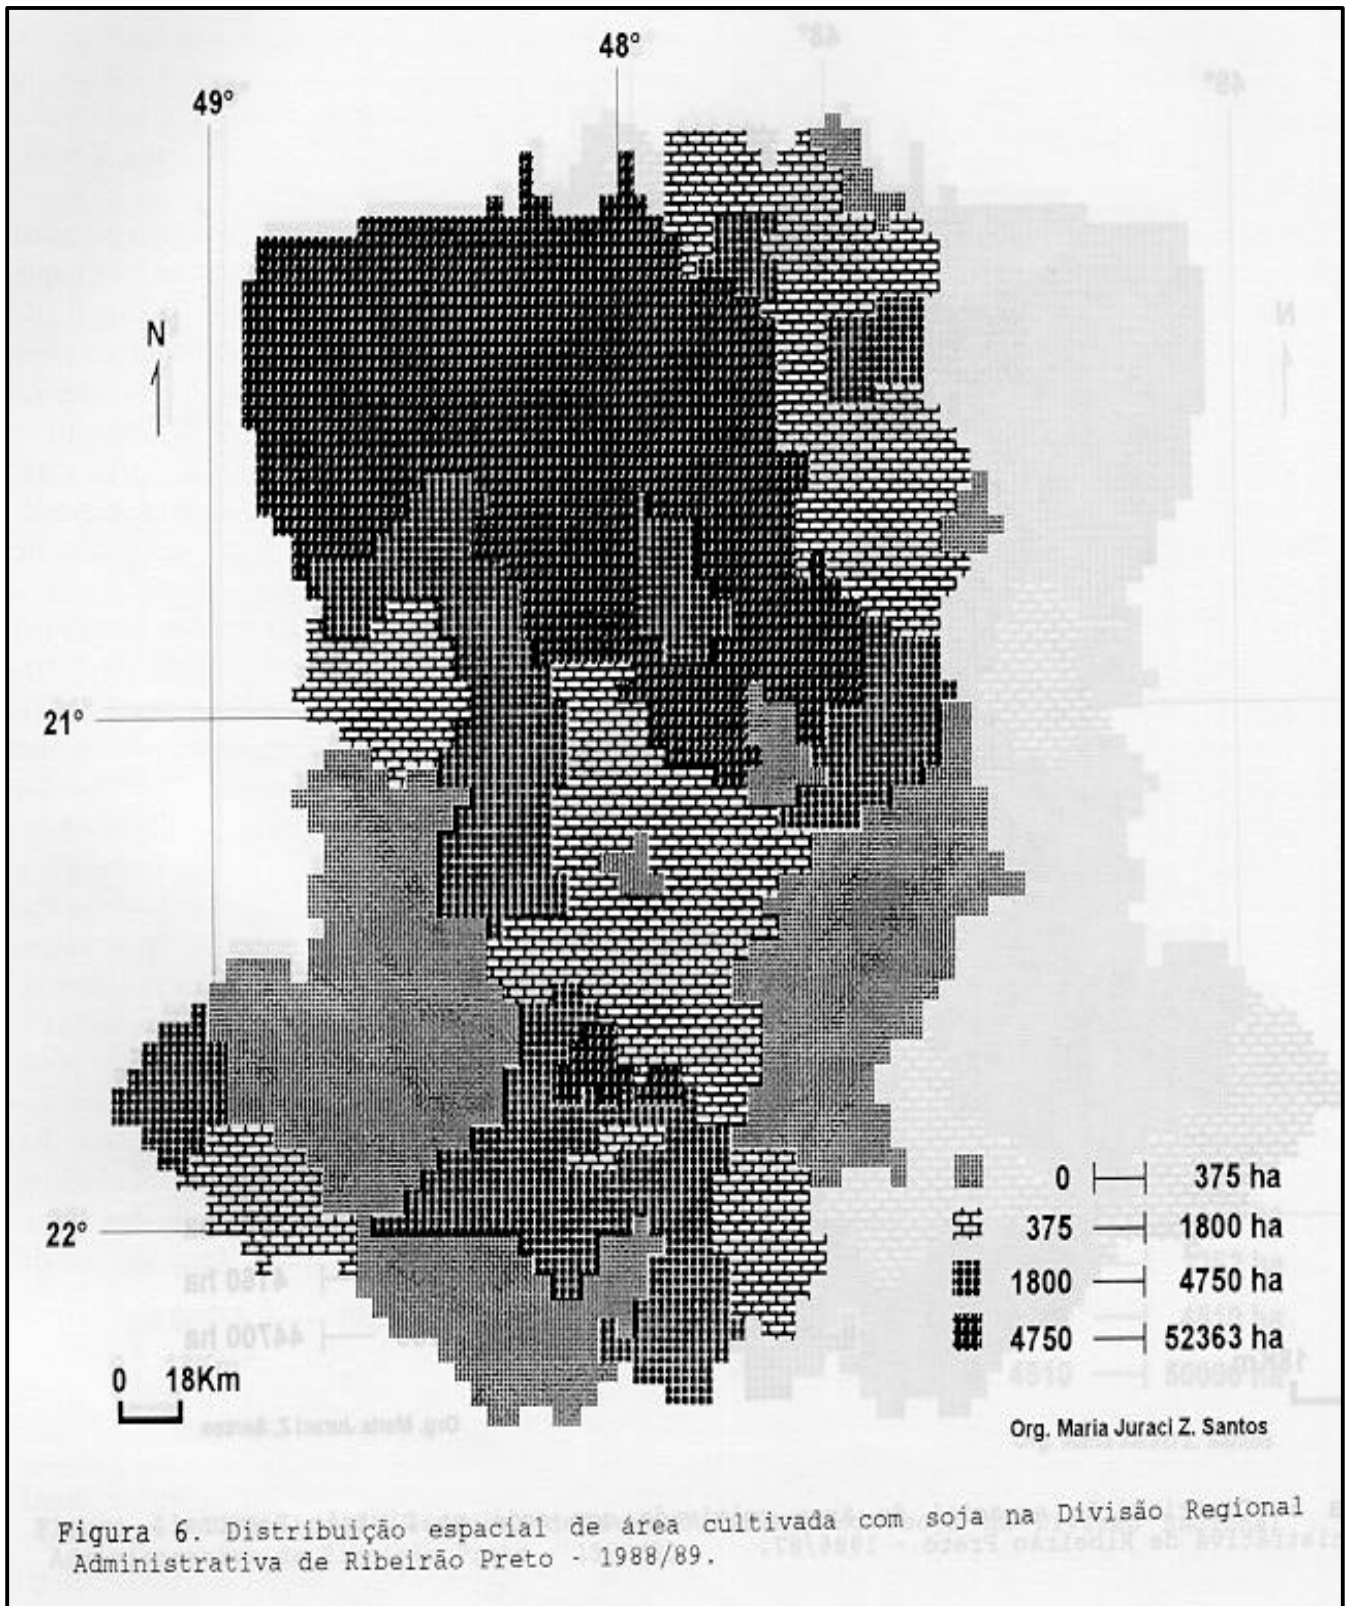 48°
49°
N
21°
22°
0 375 ha
375 1800 ha
1800 4750 ha
4750 52363 ha
0 18Km
Org. Maria Juraci Z. Santos
Figura 6. Distribuição espacial de área cultivada com soja na Divisão Regional
Administrativa de Ribeirão Preto - 1988/89.